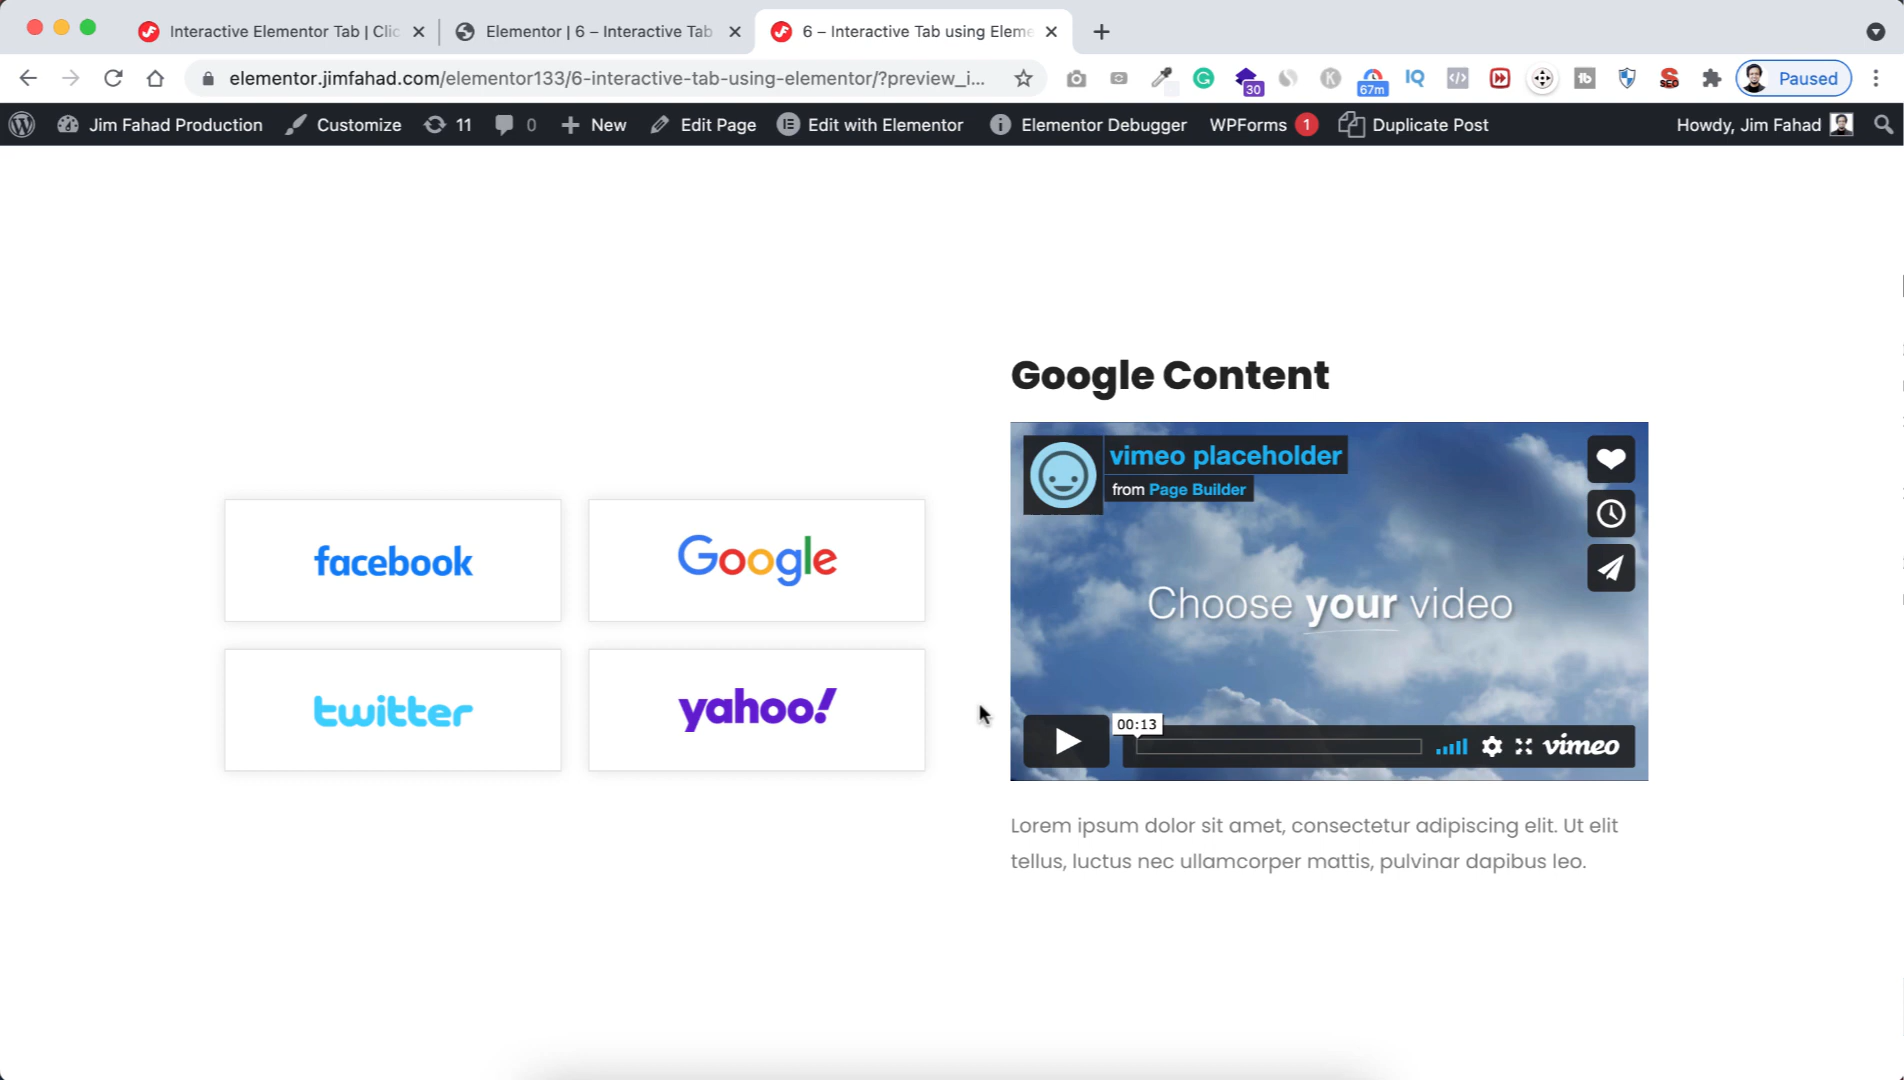 Interactive Elementor Tab | Clic
Elementor | 6 – Interactive Tab
6 – Interactive Tab using Eleme
elementor.jimfahad.com/elementor133/6-interactive-tab-using-elementor/?preview_i...
30
67m
IQ
SEO
Paused
Jim Fahad Production
Customize
11
0
New
Edit Page
Edit with Elementor
Elementor Debugger
WPForms 1
Duplicate Post
Howdy, Jim Fahad
Google Content
vimeo placeholder
from Page Builder
Choose your video
00:13
vimeo
facebook
Google
twitter
yahoo!
Lorem ipsum dolor sit amet, consectetur adipiscing elit. Ut elit
tellus, luctus nec ullamcorper mattis, pulvinar dapibus leo.